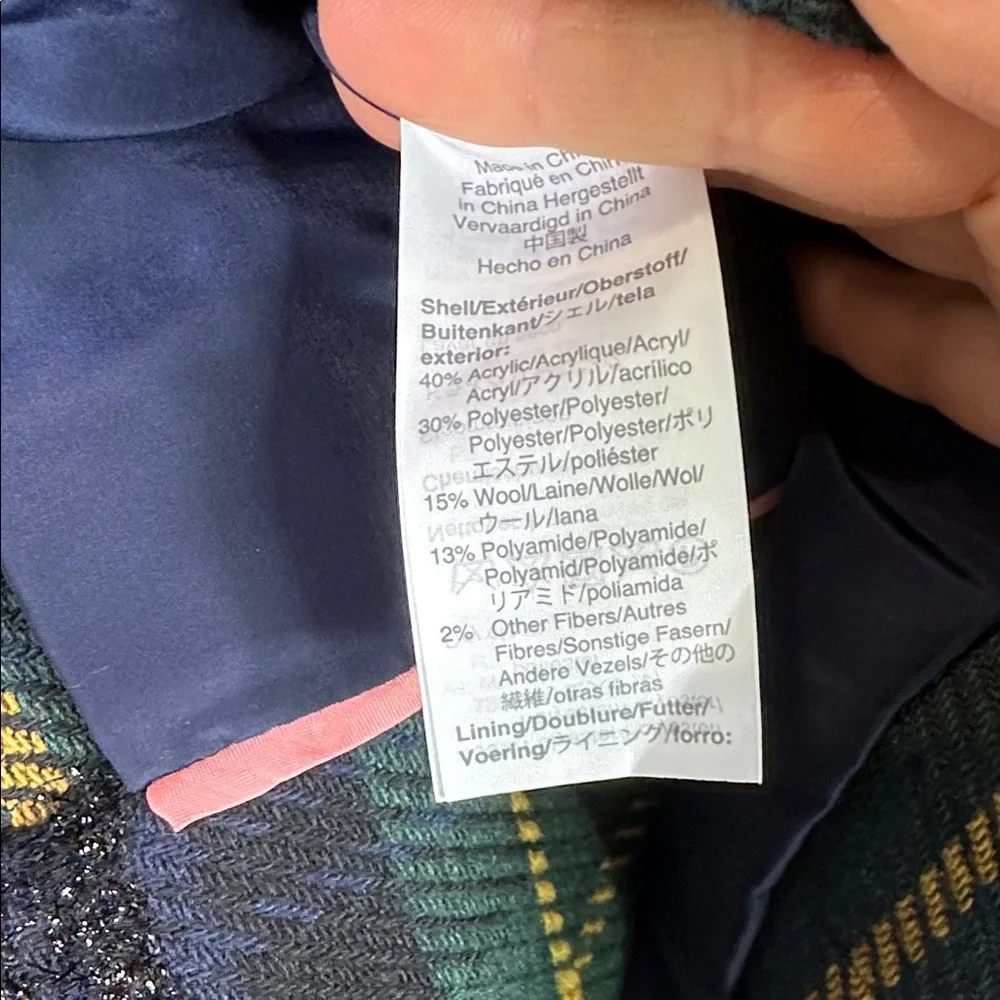 Made in China
Fabriqué en Chin
in China Hergestellt
Vervaardigd in China
中国製
Hecho en China
Shell/Extérieur/Oberstoff/
Buitenkant/シェル/tela
exterior:
40% Acrylic/Acrylique/Acryl/
Acryl/アクリル/acrílico
30% Polyester/Polyester/
Polyester/Polyester/ポリ
エステル/poliéster
15% Wool/Laine/Wolle/Wol/
ウール/lana
13% Polyamide/Polyamide/
Polyamid/Polyamide/ポ
リアミド/poliamida
2% Other Fibers/Autres
Fibres/Sonstige Fasern/
Andere Vezels/その他の
繊維/otras fibras
Lining/Doublure/Futter/
Voering/ライニング/forro: